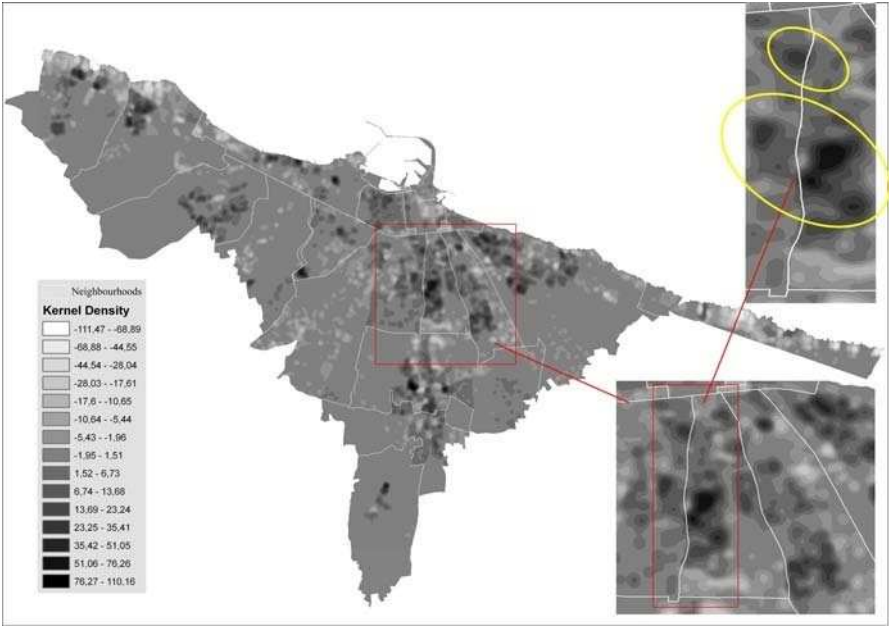 Neighbourhoods
Kernel Density
-111,47 - -68,89
-68,88 - -44,55
-44,54 - -28,04
-28,03 - -17,61
-17,6 - -10,65
-10,64 - -5,44
-5,43 - -1,96
-1,95 - 1,51
1,52 - 6,73
6,74 - 13,68
13,69 - 23,24
23,25 - 35,41
35,42 - 51,05
51,06 - 76,26
76,27 - 110,16